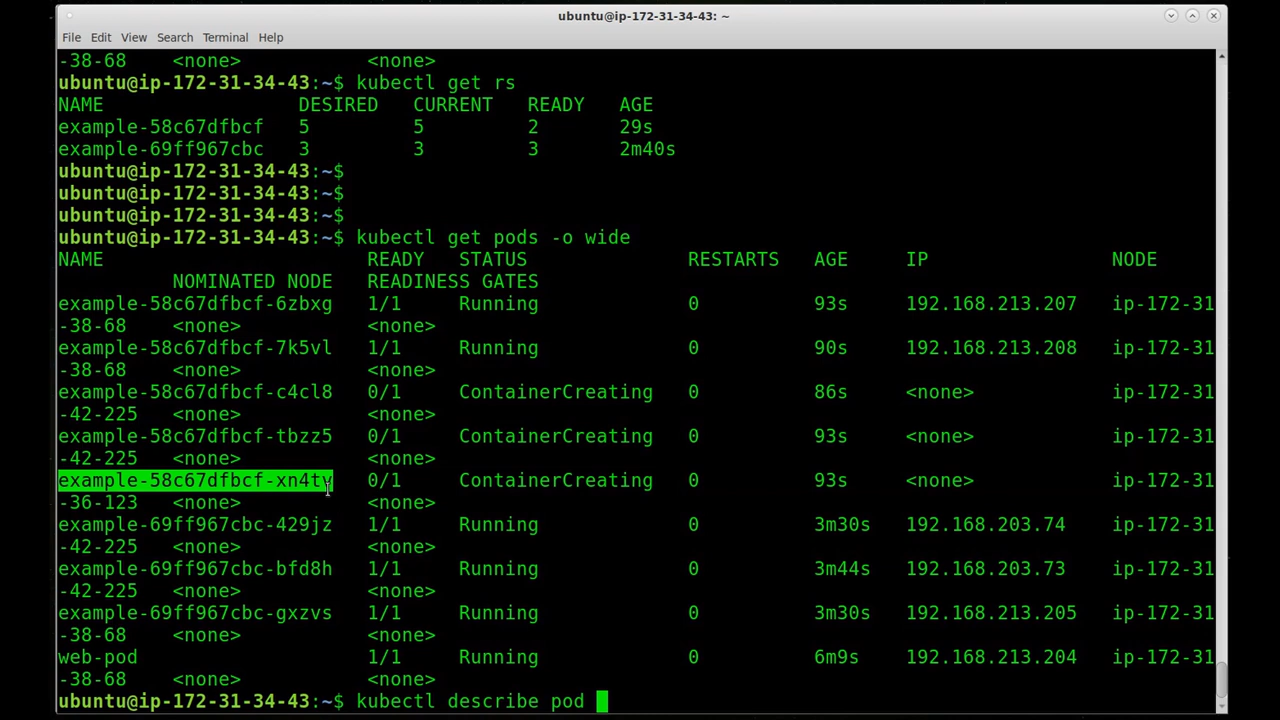 ubuntu@ip-172-31-34-43: ~
File Edit View Search Terminal Help
-38-68 <none> <none>
ubuntu@ip-172-31-34-43:~$ kubectl get rs
NAME DESIRED CURRENT READY AGE
example-58c67dfbcf 5 5 2 29s
example-69ff967cbc 3 3 3 2m40s
ubuntu@ip-172-31-34-43:~$
ubuntu@ip-172-31-34-43:~$
ubuntu@ip-172-31-34-43:~$
ubuntu@ip-172-31-34-43:~$ kubectl get pods -o wide
NAME READY STATUS RESTARTS AGE IP NODE
NOMINATED NODE READINESS GATES
example-58c67dfbcf-6zbxg 1/1 Running 0 93s 192.168.213.207 ip-172-31
-38-68 <none> <none>
example-58c67dfbcf-7k5vl 1/1 Running 0 90s 192.168.213.208 ip-172-31
-38-68 <none> <none>
example-58c67dfbcf-c4cl8 0/1 ContainerCreating 0 86s <none> ip-172-31
-42-225 <none> <none>
example-58c67dfbcf-tbzz5 0/1 ContainerCreating 0 93s <none> ip-172-31
-42-225 <none> <none>
example-58c67dfbcf-xn4tv 0/1 ContainerCreating 0 93s <none> ip-172-31
-36-123 <none> <none>
example-69ff967cbc-429jz 1/1 Running 0 3m30s 192.168.203.74 ip-172-31
-42-225 <none> <none>
example-69ff967cbc-bfd8h 1/1 Running 0 3m44s 192.168.203.73 ip-172-31
-42-225 <none> <none>
example-69ff967cbc-gxzvs 1/1 Running 0 3m30s 192.168.213.205 ip-172-31
-38-68 <none> <none>
web-pod 1/1 Running 0 6m9s 192.168.213.204 ip-172-31
-38-68 <none> <none>
ubuntu@ip-172-31-34-43:~$ kubectl describe pod